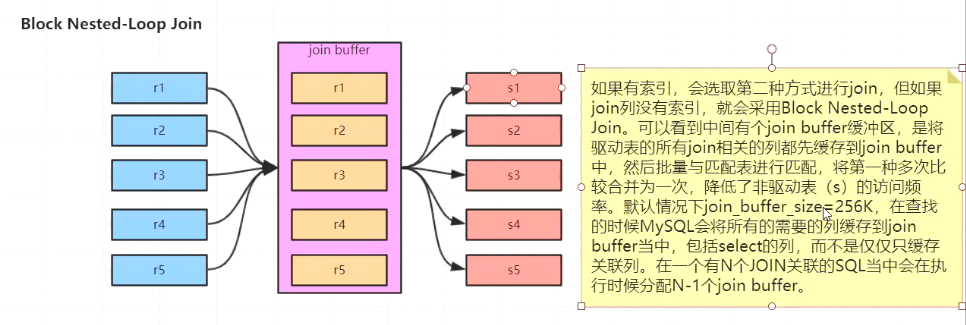 Block Nested-Loop Join
join buffer
r1 r1 s1
r2 r2 s2
r3 r3 s3
r4 r4 s4
r5 r5 s5
如果有索引，会选取第二种方式进行join，但如果
join列没有索引，就会采用Block Nested-Loop
Join。可以看到中间有个join buffer缓冲区，是将
驱动表的所有join相关的列都先缓存到join buffer
中，然后批量与匹配表进行匹配，将第一种多次比
较合并为一次，降低了非驱动表（s）的访问频
率。默认情况下join_buffer_size=256K，在查找
的时候MySQL会将所有的需要的列缓存到join
buffer当中，包括select的列，而不是仅仅只缓存
关联列。在一个有N个JOIN关联的SQL当中会在执
行时候分配N-1个join buffer。